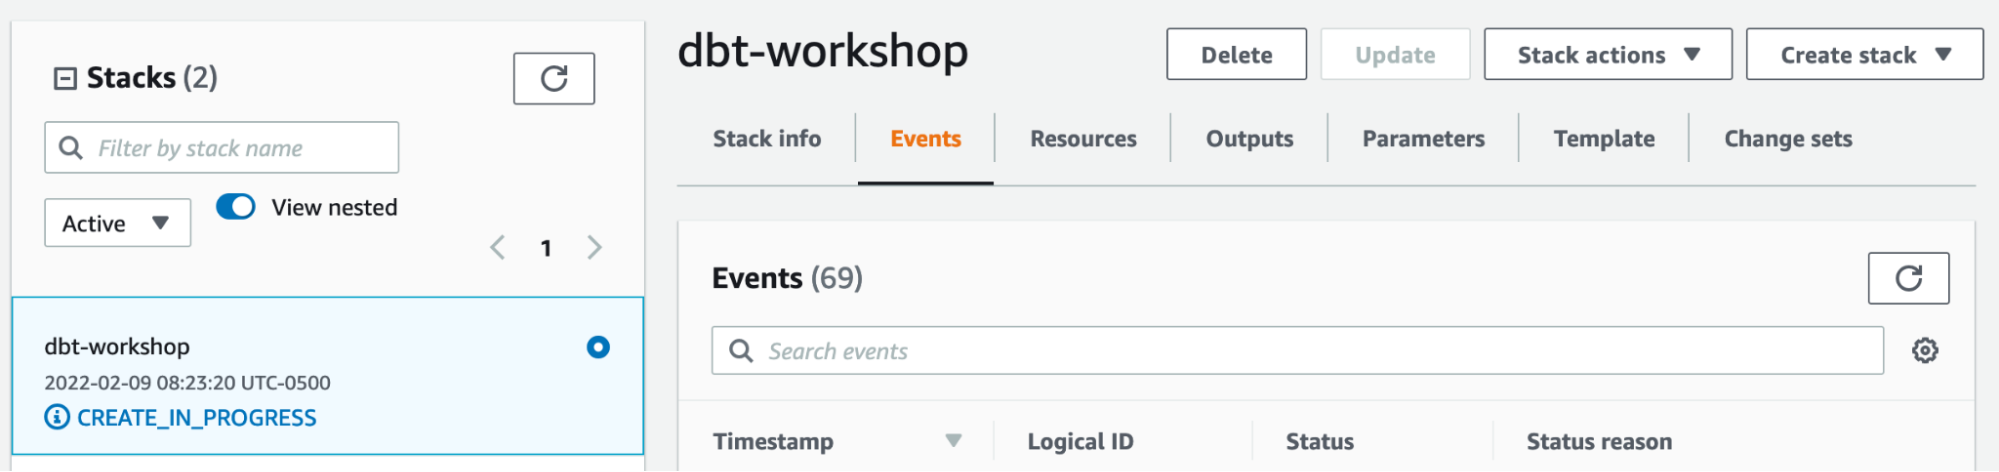 Stacks (2)
Filter by stack name
Active
View nested
1
dbt-workshop
2022-02-09 08:23:20 UTC-0500
CREATE_IN_PROGRESS
dbt-workshop
Delete
Update
Stack actions
Create stack
Stack info
Events
Resources
Outputs
Parameters
Template
Change sets
Events (69)
Search events
Timestamp
Logical ID
Status
Status reason